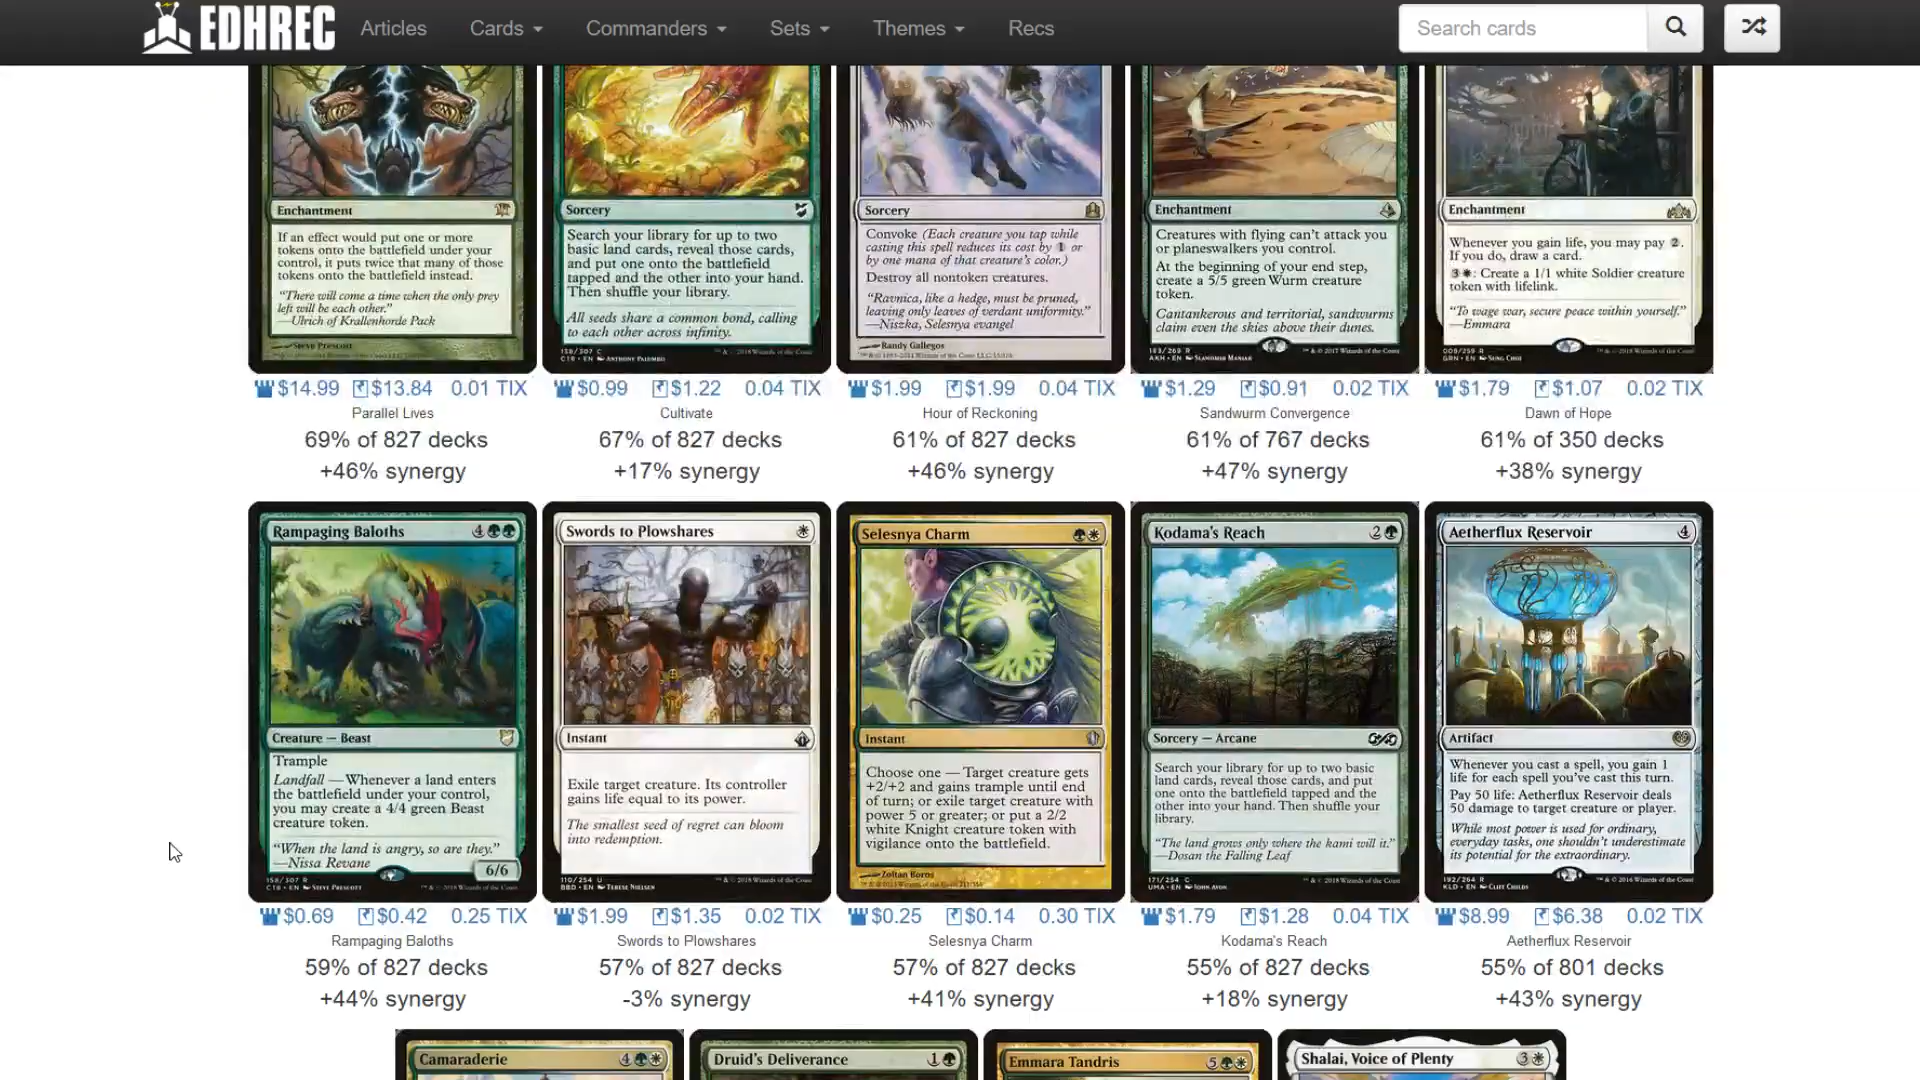 EDHREC Articles Cards Commanders Sets Themes Recs Search cards
Enchantment
If an effect would put one or more
tokens onto the battlefield under your
control, it puts twice that many of those
tokens onto the battlefield instead.
"There will come a time when the only prey
left will be each other."
—Ulrich of Krallenhorde Pack
Steve Prescott
Sorcery
Search your library for up to two
basic land cards, reveal those cards,
and put one onto the battlefield
tapped and the other into your hand.
Then shuffle your library.
All seeds share a common bond, calling
to each other across infinity.
Anthony Palumbo
Sorcery
Convoke (Each creature you tap while
casting this spell reduces its cost by 1 or
by one mana of that creature's color.)
Destroy all nontoken creatures.
"Ravnica, like a hedge, must be pruned,
leaving only leaves of verdant uniformity."
—Niszka, Selesnya evangel
Randy Gallegos
Enchantment
Creatures with flying can't attack you
or planeswalkers you control.
At the beginning of your end step,
create a 5/5 green Wurm creature
token.
Cantankerous and territorial, sandwurms
claim even the skies above their dunes.
Enchantment
Whenever you gain life, you may pay 2.
If you do, draw a card.
3: Create a 1/1 white Soldier creature
token with lifelink.
"To wage war, secure peace within yourself."
—Emmara
$14.99 $13.84 0.01 TIX
Parallel Lives
69% of 827 decks
+46% synergy
$0.99 $1.22 0.04 TIX
Cultivate
67% of 827 decks
+17% synergy
$1.99 $1.99 0.04 TIX
Hour of Reckoning
61% of 827 decks
+46% synergy
$1.29 $0.91 0.02 TIX
Sandwurm Convergence
61% of 767 decks
+47% synergy
$1.79 $1.07 0.02 TIX
Dawn of Hope
61% of 350 decks
+38% synergy
Rampaging Baloths 4
Creature — Beast
Trample
Landfall — Whenever a land enters
the battlefield under your control,
you may create a 4/4 green Beast
creature token.
"When the land is angry, so are they."
—Nissa Revane
6/6
Swords to Plowshares
Instant
Exile target creature. Its controller
gains life equal to its power.
The smallest seed of regret can bloom
into redemption.
Selesnya Charm
Instant
Choose one — Target creature gets
+2/+2 and gains trample until end
of turn; or exile target creature with
power 5 or greater; or put a 2/2
white Knight creature token with
vigilance onto the battlefield.
Zoltan Boros
Kodama's Reach 2
Sorcery — Arcane
Search your library for up to two basic
land cards, reveal those cards, and put
one onto the battlefield tapped and the
other into your hand. Then shuffle your
library.
"The land grows only where the kami will it."
—Dosan the Falling Leaf
Aetherflux Reservoir 4
Artifact
Whenever you cast a spell, you gain 1
life for each spell you've cast this turn.
Pay 50 life: Aetherflux Reservoir deals
50 damage to target creature or player.
While most power is used for ordinary,
everyday tasks, one shouldn't underestimate
its potential for the extraordinary.
$0.69 $0.42 0.25 TIX
Rampaging Baloths
59% of 827 decks
+44% synergy
$1.99 $1.35 0.02 TIX
Swords to Plowshares
57% of 827 decks
-3% synergy
$0.25 $0.14 0.30 TIX
Selesnya Charm
57% of 827 decks
+41% synergy
$1.79 $1.28 0.04 TIX
Kodama's Reach
55% of 827 decks
+18% synergy
$8.99 $6.38 0.02 TIX
Aetherflux Reservoir
55% of 801 decks
+43% synergy
Camaraderie 4
Druid's Deliverance 1
Emmara Tandris 5
Shalai, Voice of Plenty 3